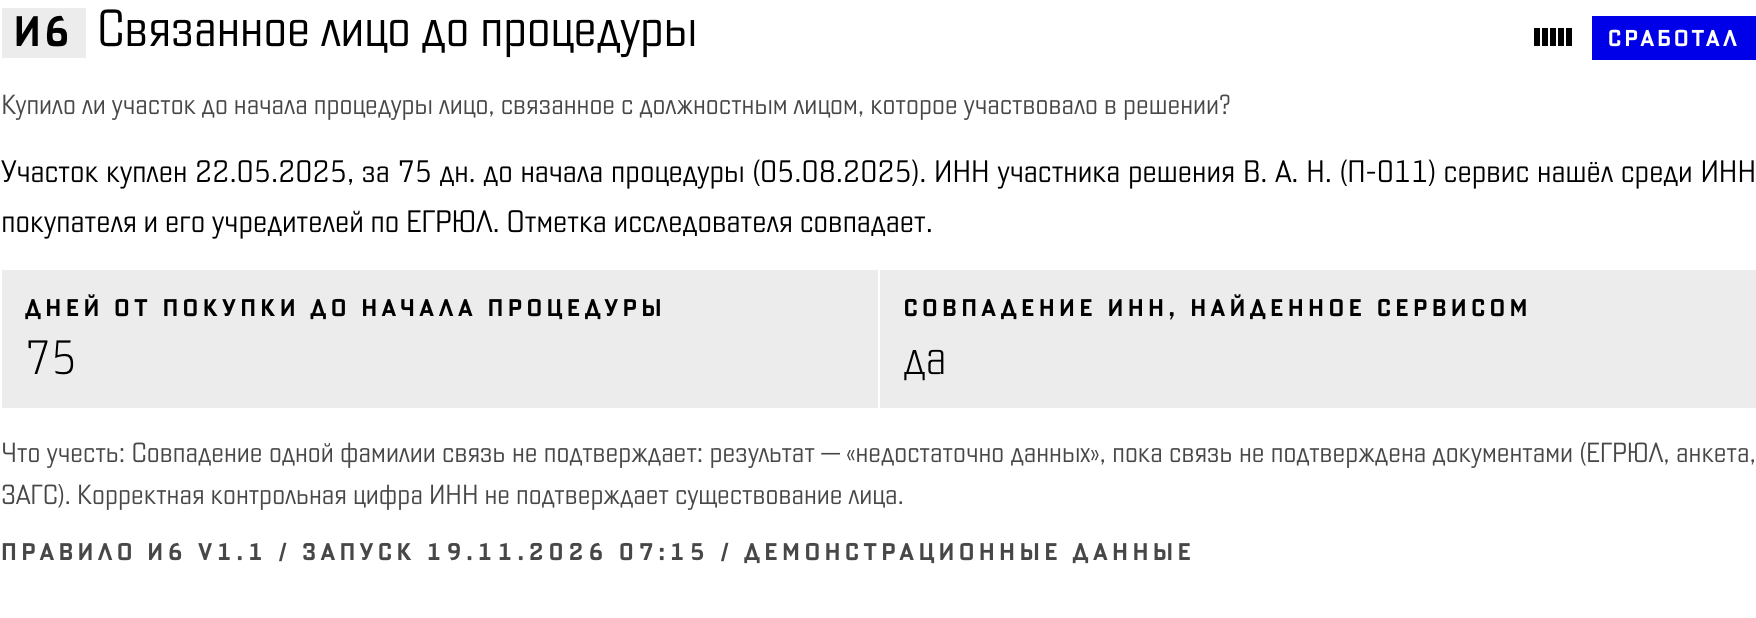 И6 Связанное лицо до процедуры
СРАБОТАЛ
Купило ли участок до начала процедуры лицо, связанное с должностным лицом, которое участвовало в решении?
Участок куплен 22.05.2025, за 75 дн. до начала процедуры (05.08.2025). ИНН участника решения В. А. Н. (П-011) сервис нашёл среди ИНН
покупателя и его учредителей по ЕГРЮЛ. Отметка исследователя совпадает.
ДНЕЙ ОТ ПОКУПКИ ДО НАЧАЛА ПРОЦЕДУРЫ
75
СОВПАДЕНИЕ ИНН, НАЙДЕННОЕ СЕРВИСОМ
да
Что учесть: Совпадение одной фамилии связь не подтверждает: результат — «недостаточно данных», пока связь не подтверждена документами (ЕГРЮЛ, анкета,
ЗАГС). Корректная контрольная цифра ИНН не подтверждает существование лица.
ПРАВИЛО И6 V1.1 / ЗАПУСК 19.11.2026 07:15 / ДЕМОНСТРАЦИОННЫЕ ДАННЫЕ